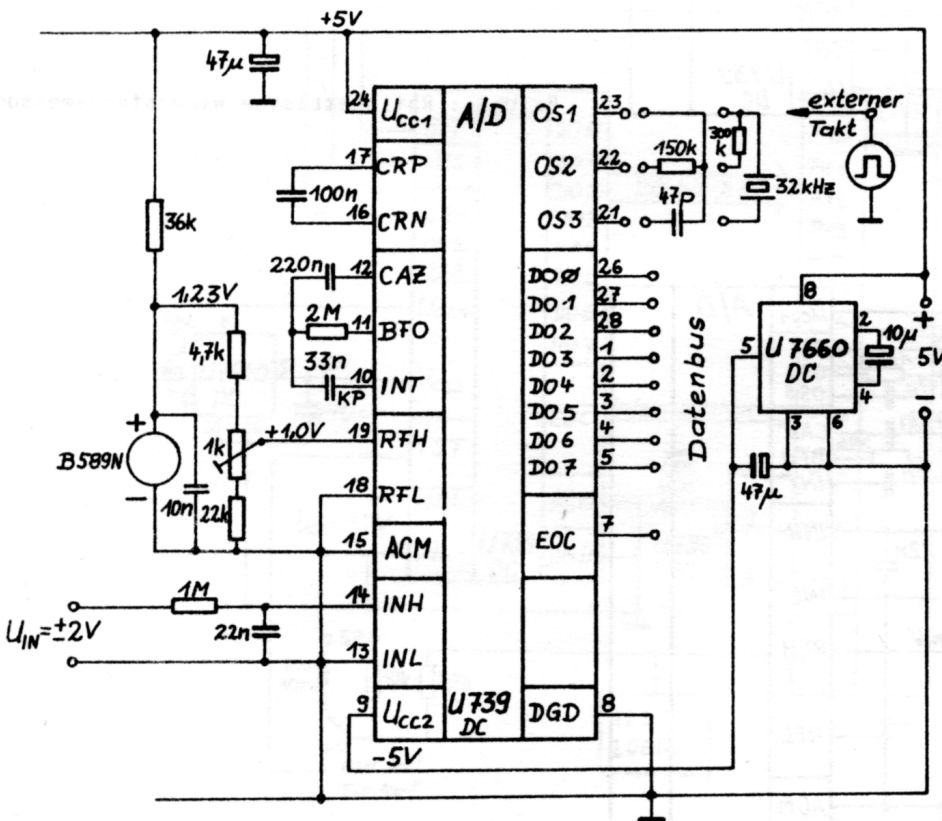 +5V
47µ
24
Ucc1
A/D
OS1
23
externer
Takt
17
CRP
OS2
22
150k
300
k
100n
16
CRN
OS3
21
47p
32kHz
36k
220n
12
CAZ
DO0
26
1,23V
2M
11
BFO
DO1
27
DO2
28
4,7k
33n
10
INT
KP
DO3
1
DO4
2
DO5
3
DO6
4
DO7
5
Datenbus
8
U7660
DC
2
10µ
4
5
3
6
+
5V
−
47µ
+
B589N
−
1k
+1,0V
19
RFH
10n
22k
18
RFL
EOC
7
15
ACM
1M
14
INH
UIN=±2V
22n
13
INL
9
Ucc2
U739
DC
DGD
8
-5V